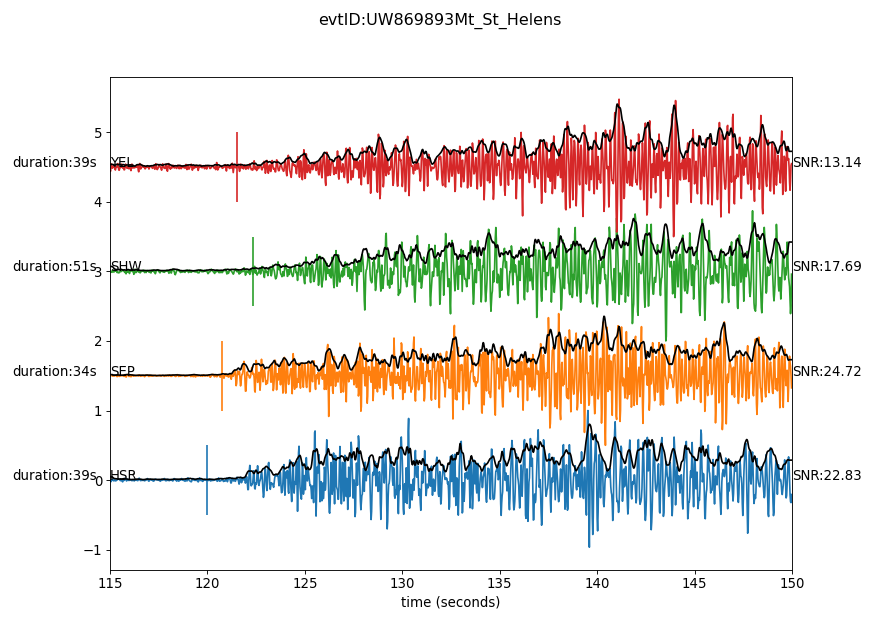 evtID:UW869893Mt_St_Helens
5
duration:39s YEL SNR:13.14
4
duration:51s SHW SNR:17.69
3
2
duration:34s SEP SNR:24.72
1
duration:39s HSR SNR:22.83
0
−1
115 120 125 130 135 140 145 150
time (seconds)